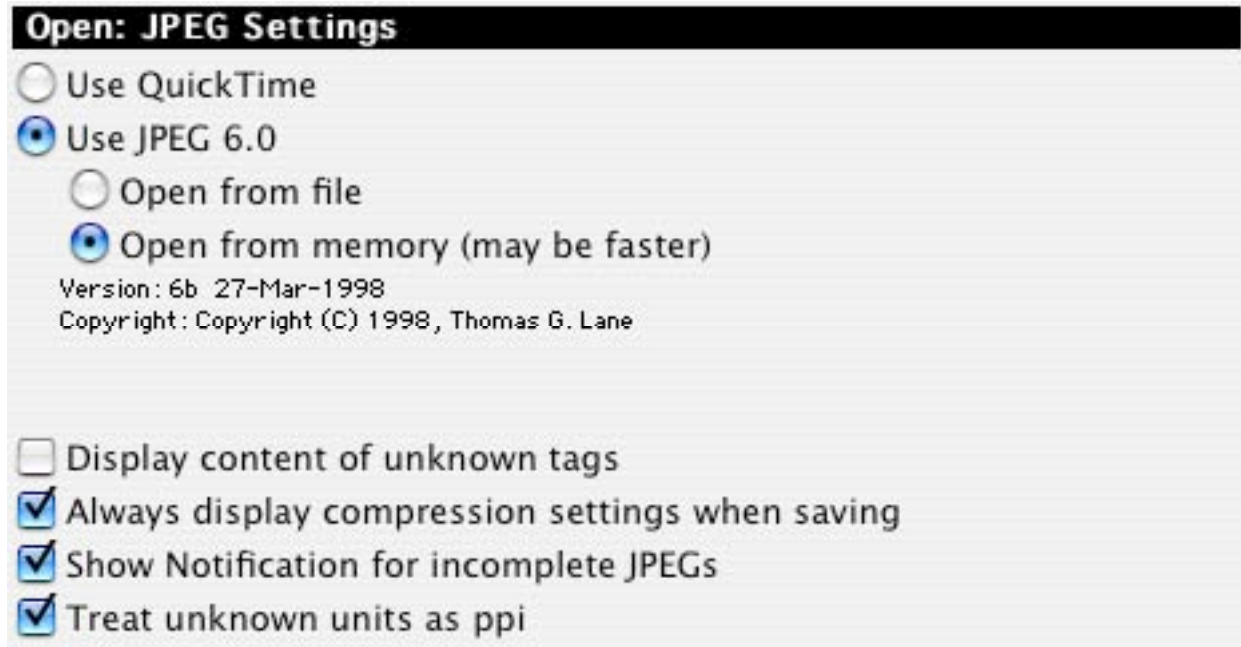 Open: JPEG Settings
Use QuickTime
Use JPEG 6.0
Open from file
Open from memory (may be faster)
Version: 6b 27-Mar-1998
Copyright: Copyright (C) 1998, Thomas G. Lane
Display content of unknown tags
Always display compression settings when saving
Show Notification for incomplete JPEGs
Treat unknown units as ppi